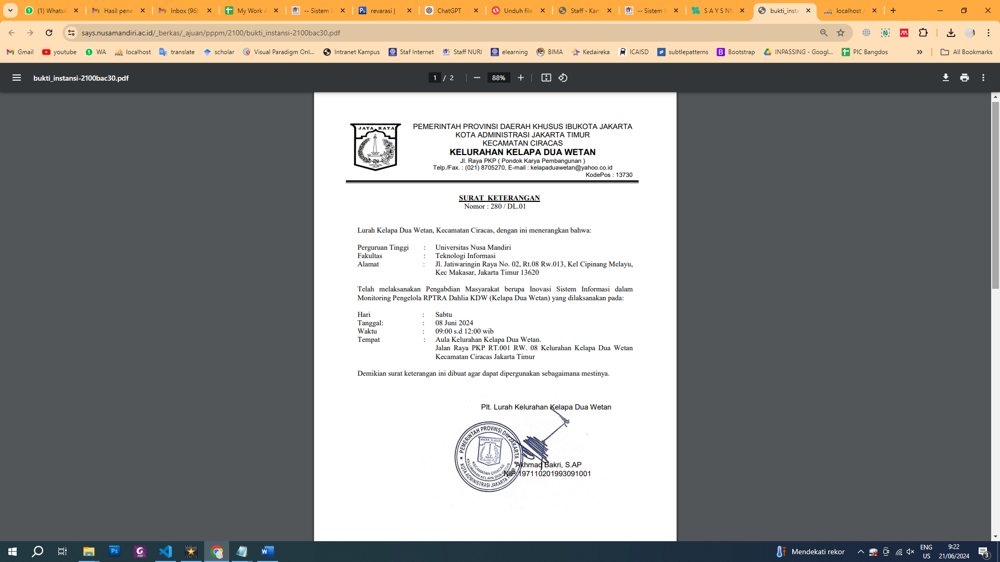 (1) WhatsA
Hasil pene
Inbox (96)
My Work A
-- Sistem I
revarasi |
ChatGPT
Unduh file
Staff - Kam
-- Sistem I
S A Y S NM
bukti_insta
localhost /
says.nusamandiri.ac.id/_berkas/_ajuan/pppm/2100/bukti_instansi-2100bac30.pdf
Gmail
youtube
WA
localhost
translate
scholar
Visual Paradigm Onl...
Intranet Kampus
Staf Internet
Staff NURI
elearning
BIMA
Kedaireka
ICAISD
subtlepatterns
Bootstrap
INPASSING - Googl...
PIC Bangdos
All Bookmarks
bukti_instansi-2100bac30.pdf
1 / 2
88%
JAYA RAYA
PEMERINTAH PROVINSI DAERAH KHUSUS IBUKOTA JAKARTA
KOTA ADMINISTRASI JAKARTA TIMUR
KECAMATAN CIRACAS
KELURAHAN KELAPA DUA WETAN
Jl. Raya PKP ( Pondok Karya Pembangunan )
Telp./Fax. : (021) 8705270, E-mail : kelapaduawetan@yahoo.co.id
KodePos : 13730
SURAT KETERANGAN
Nomor : 280 / DL.01
Lurah Kelapa Dua Wetan, Kecamatan Ciracas, dengan ini menerangkan bahwa:
Perguruan Tinggi : Universitas Nusa Mandiri
Fakultas : Teknologi Informasi
Alamat : Jl. Jatiwaringin Raya No. 02, Rt.08 Rw.013, Kel Cipinang Melayu,
Kec Makasar, Jakarta Timur 13620
Telah melaksanakan Pengabdian Masyarakat berupa Inovasi Sistem Informasi dalam
Monitoring Pengelola RPTRA Dahlia KDW (Kelapa Dua Wetan) yang dilaksanakan pada:
Hari : Sabtu
Tanggal: : 08 Juni 2024
Waktu : 09:00 s.d 12:00 wib
Tempat : Aula Kelurahan Kelapa Dua Wetan.
Jalan Raya PKP RT.001 RW. 08 Kelurahan Kelapa Dua Wetan
Kecamatan Ciracas Jakarta Timur
Demikian surat keterangan ini dibuat agar dapat dipergunakan sebagaimana mestinya.
Plt. Lurah Kelurahan Kelapa Dua Wetan
PEMERINTAH PROVINSI DKI JAKARTA
JAYA RAYA
KECAMATAN CIRACAS
KELURAHAN KELAPA DUA WETAN
KOTA ADMINISTRASI JAKARTA TIMUR
Akhmad Bakri, S.AP
NIP.197110201993091001
Mendekati rekor
ENG
US
9:22
21/06/2024
3